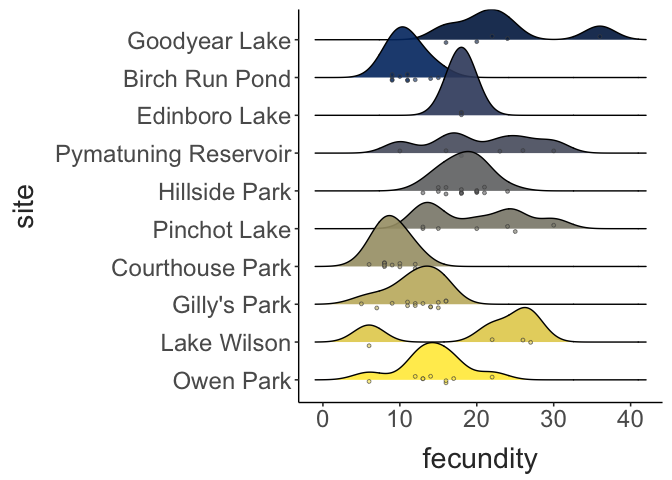 Goodyear Lake
Birch Run Pond
Edinboro Lake
Pymatuning Reservoir
Hillside Park
Pinchot Lake
Courthouse Park
Gilly's Park
Lake Wilson
Owen Park
site
0 10 20 30 40
fecundity